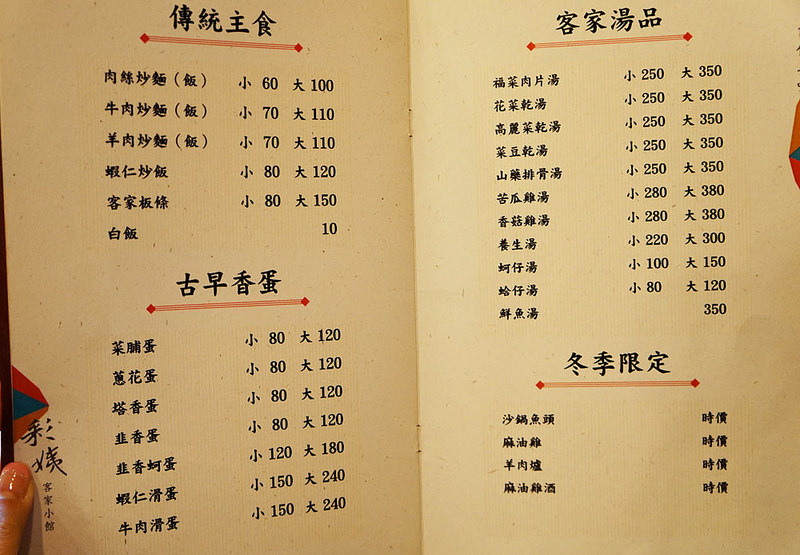 傳統主食
肉絲炒麵（飯） 小 60 大 100
牛肉炒麵（飯） 小 70 大 110
羊肉炒麵（飯） 小 70 大 110
蝦仁炒飯 小 80 大 120
客家板條 小 80 大 150
白飯 10
古早香蛋
菜脯蛋 小 80 大 120
蔥花蛋 小 80 大 120
塔香蛋 小 80 大 120
韭香蛋 小 80 大 120
韭香蚵蛋 小 120 大 180
蝦仁滑蛋 小 150 大 240
牛肉滑蛋 小 150 大 240
彩姨
客家小館
客家湯品
福菜肉片湯 小 250 大 350
花菜乾湯 小 250 大 350
高麗菜乾湯 小 250 大 350
菜豆乾湯 小 250 大 350
山藥排骨湯 小 250 大 350
苦瓜雞湯 小 280 大 380
香菇雞湯 小 280 大 380
養生湯 小 220 大 300
蚵仔湯 小 100 大 150
蛤仔湯 小 80 大 120
鮮魚湯 350
冬季限定
沙鍋魚頭 時價
麻油雞 時價
羊肉爐 時價
麻油雞酒 時價